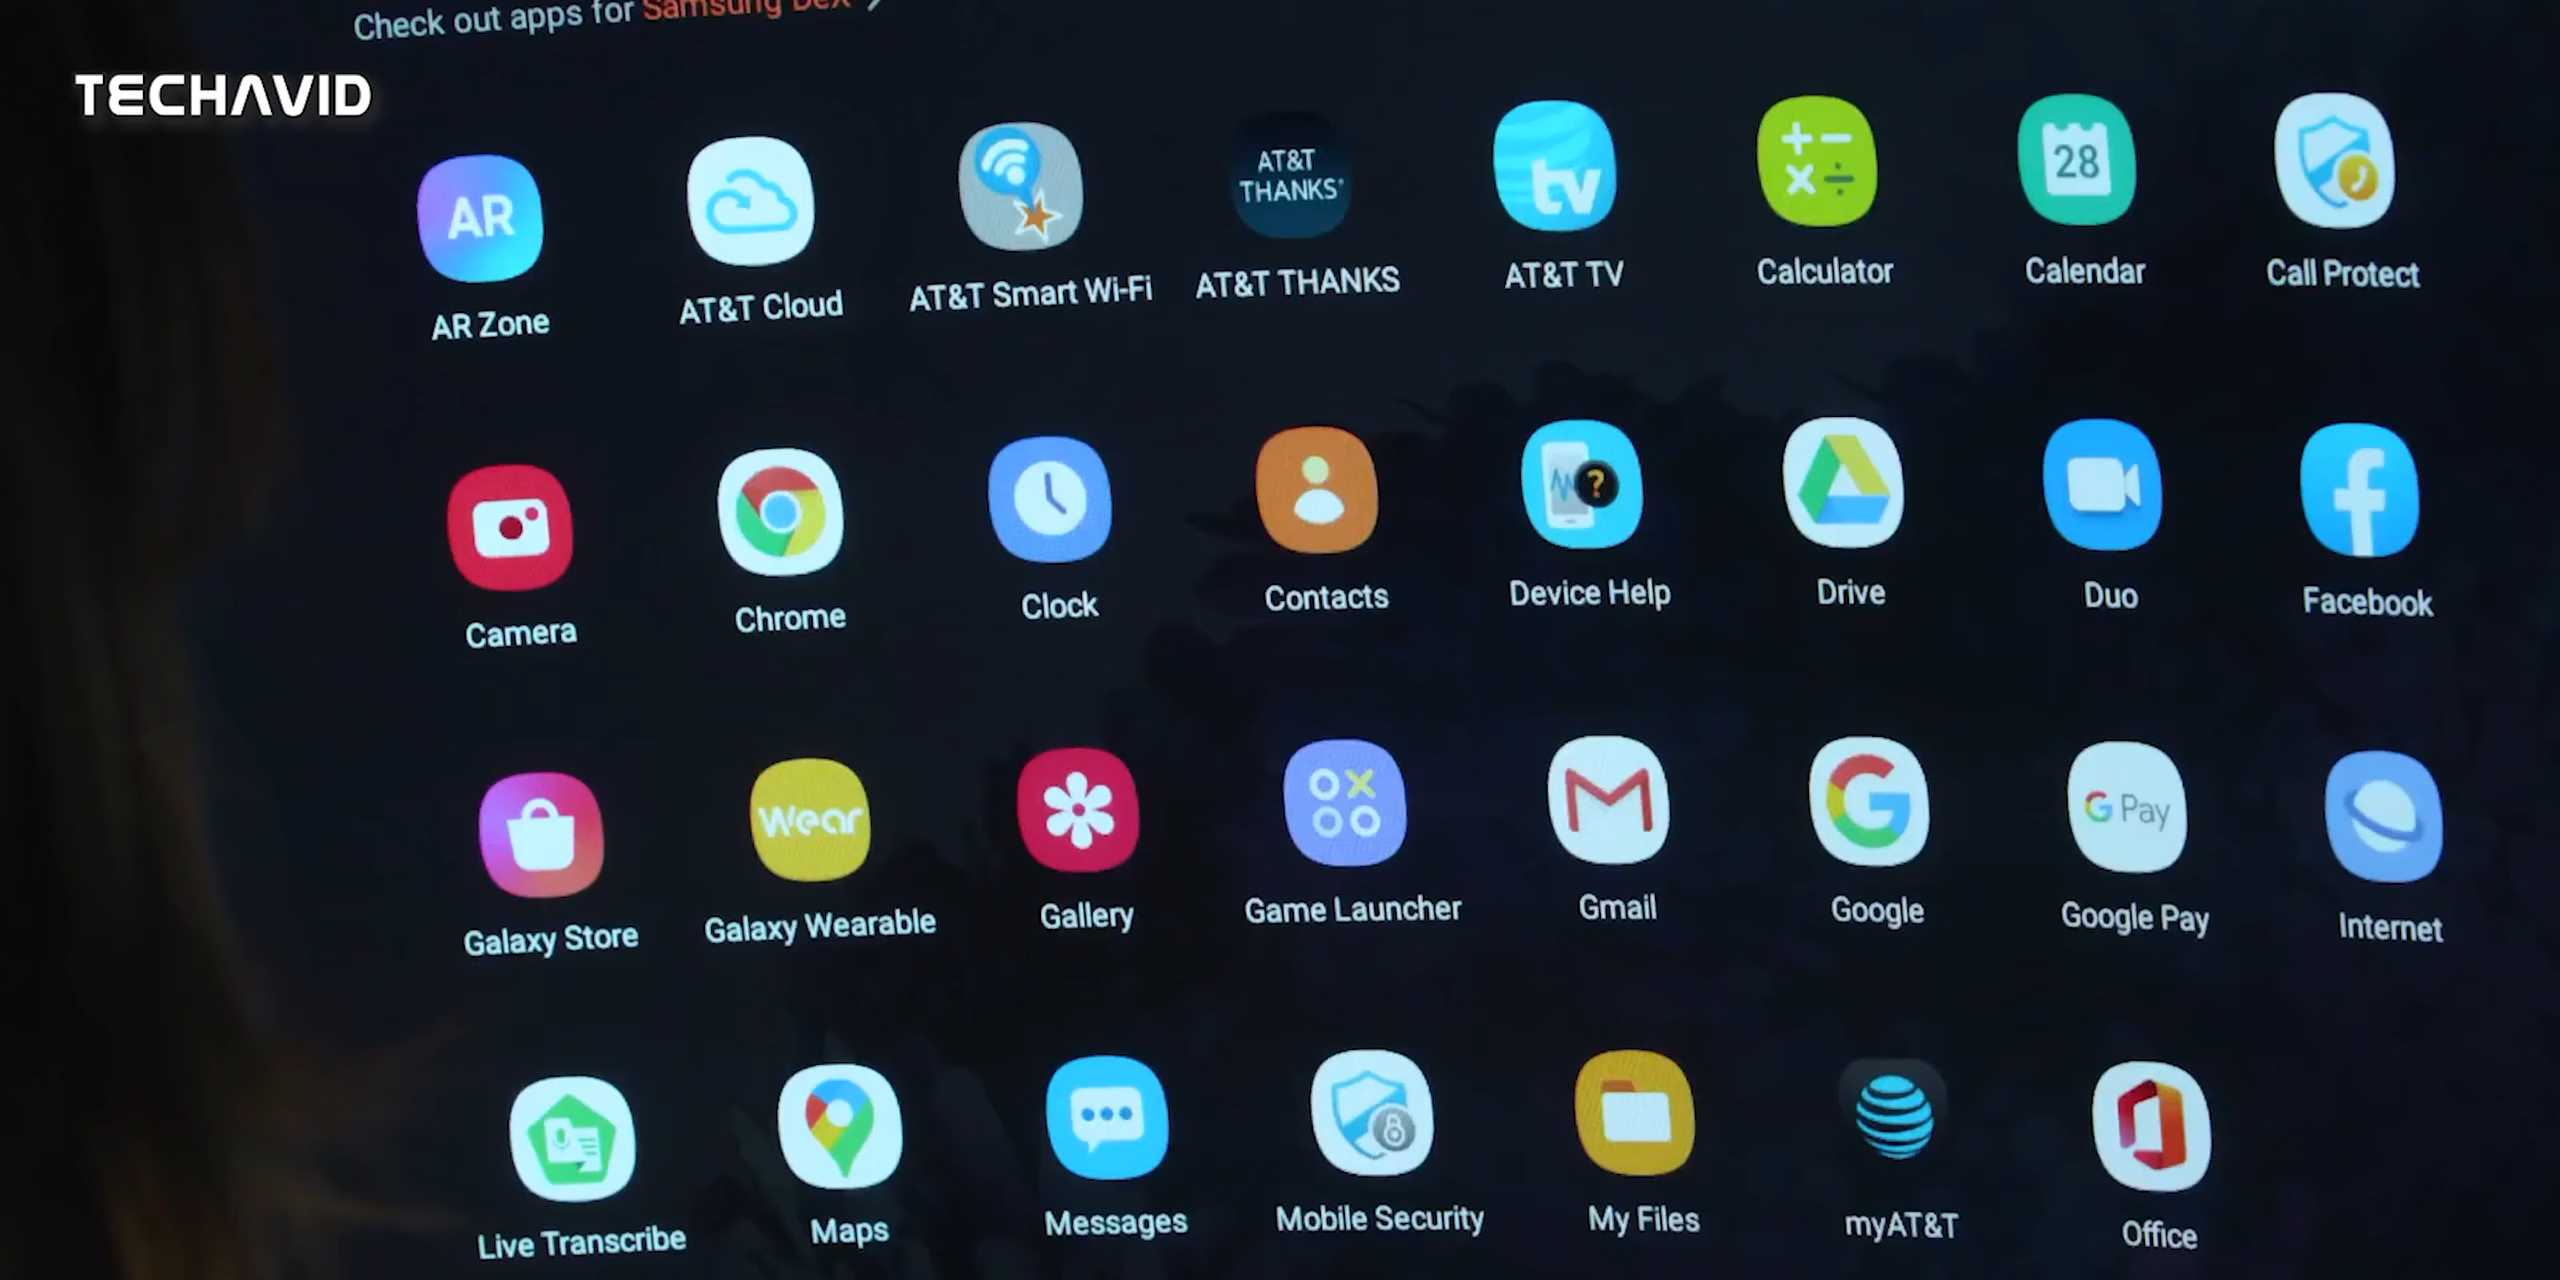 Check out apps for Samsung DeX
TECHAVID
AR
AT&T
THANKS
tv
28
AR Zone
AT&T Cloud
AT&T Smart Wi-Fi
AT&T THANKS
AT&T TV
Calculator
Calendar
Call Protect
?
Camera
Chrome
Clock
Contacts
Device Help
Drive
Duo
Facebook
Wear
G Pay
Galaxy Store
Galaxy Wearable
Gallery
Game Launcher
Gmail
Google
Google Pay
Internet
Live Transcribe
Maps
Messages
Mobile Security
My Files
myAT&T
Office